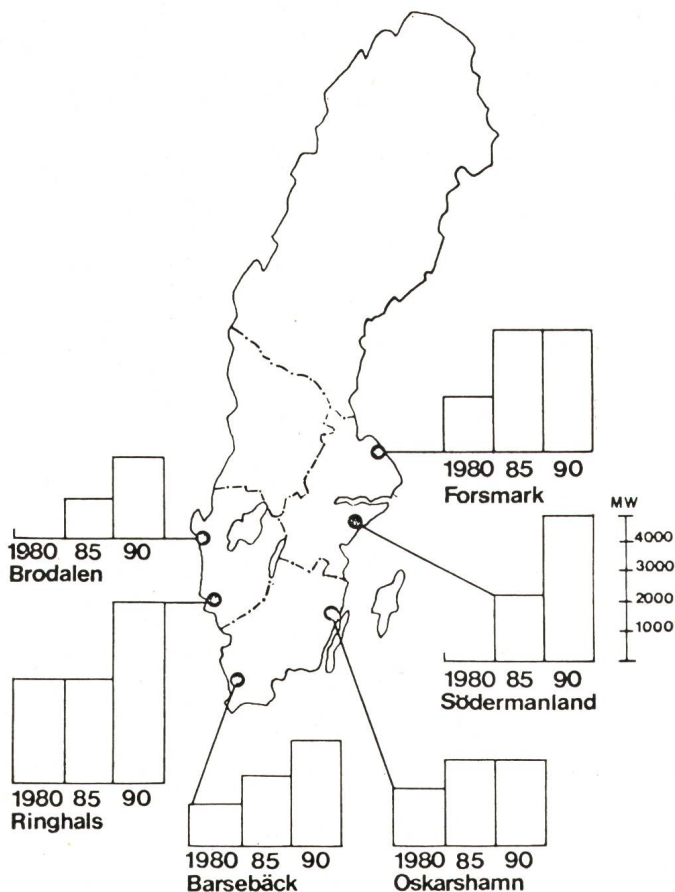 1980 85 90
Forsmark
MW
4000
3000
2000
1000
1980 85 90
Södermanland
1980 85 90
Brodalen
1980 85 90
Ringhals
1980 85 90
Barsebäck
1980 85 90
Oskarshamn